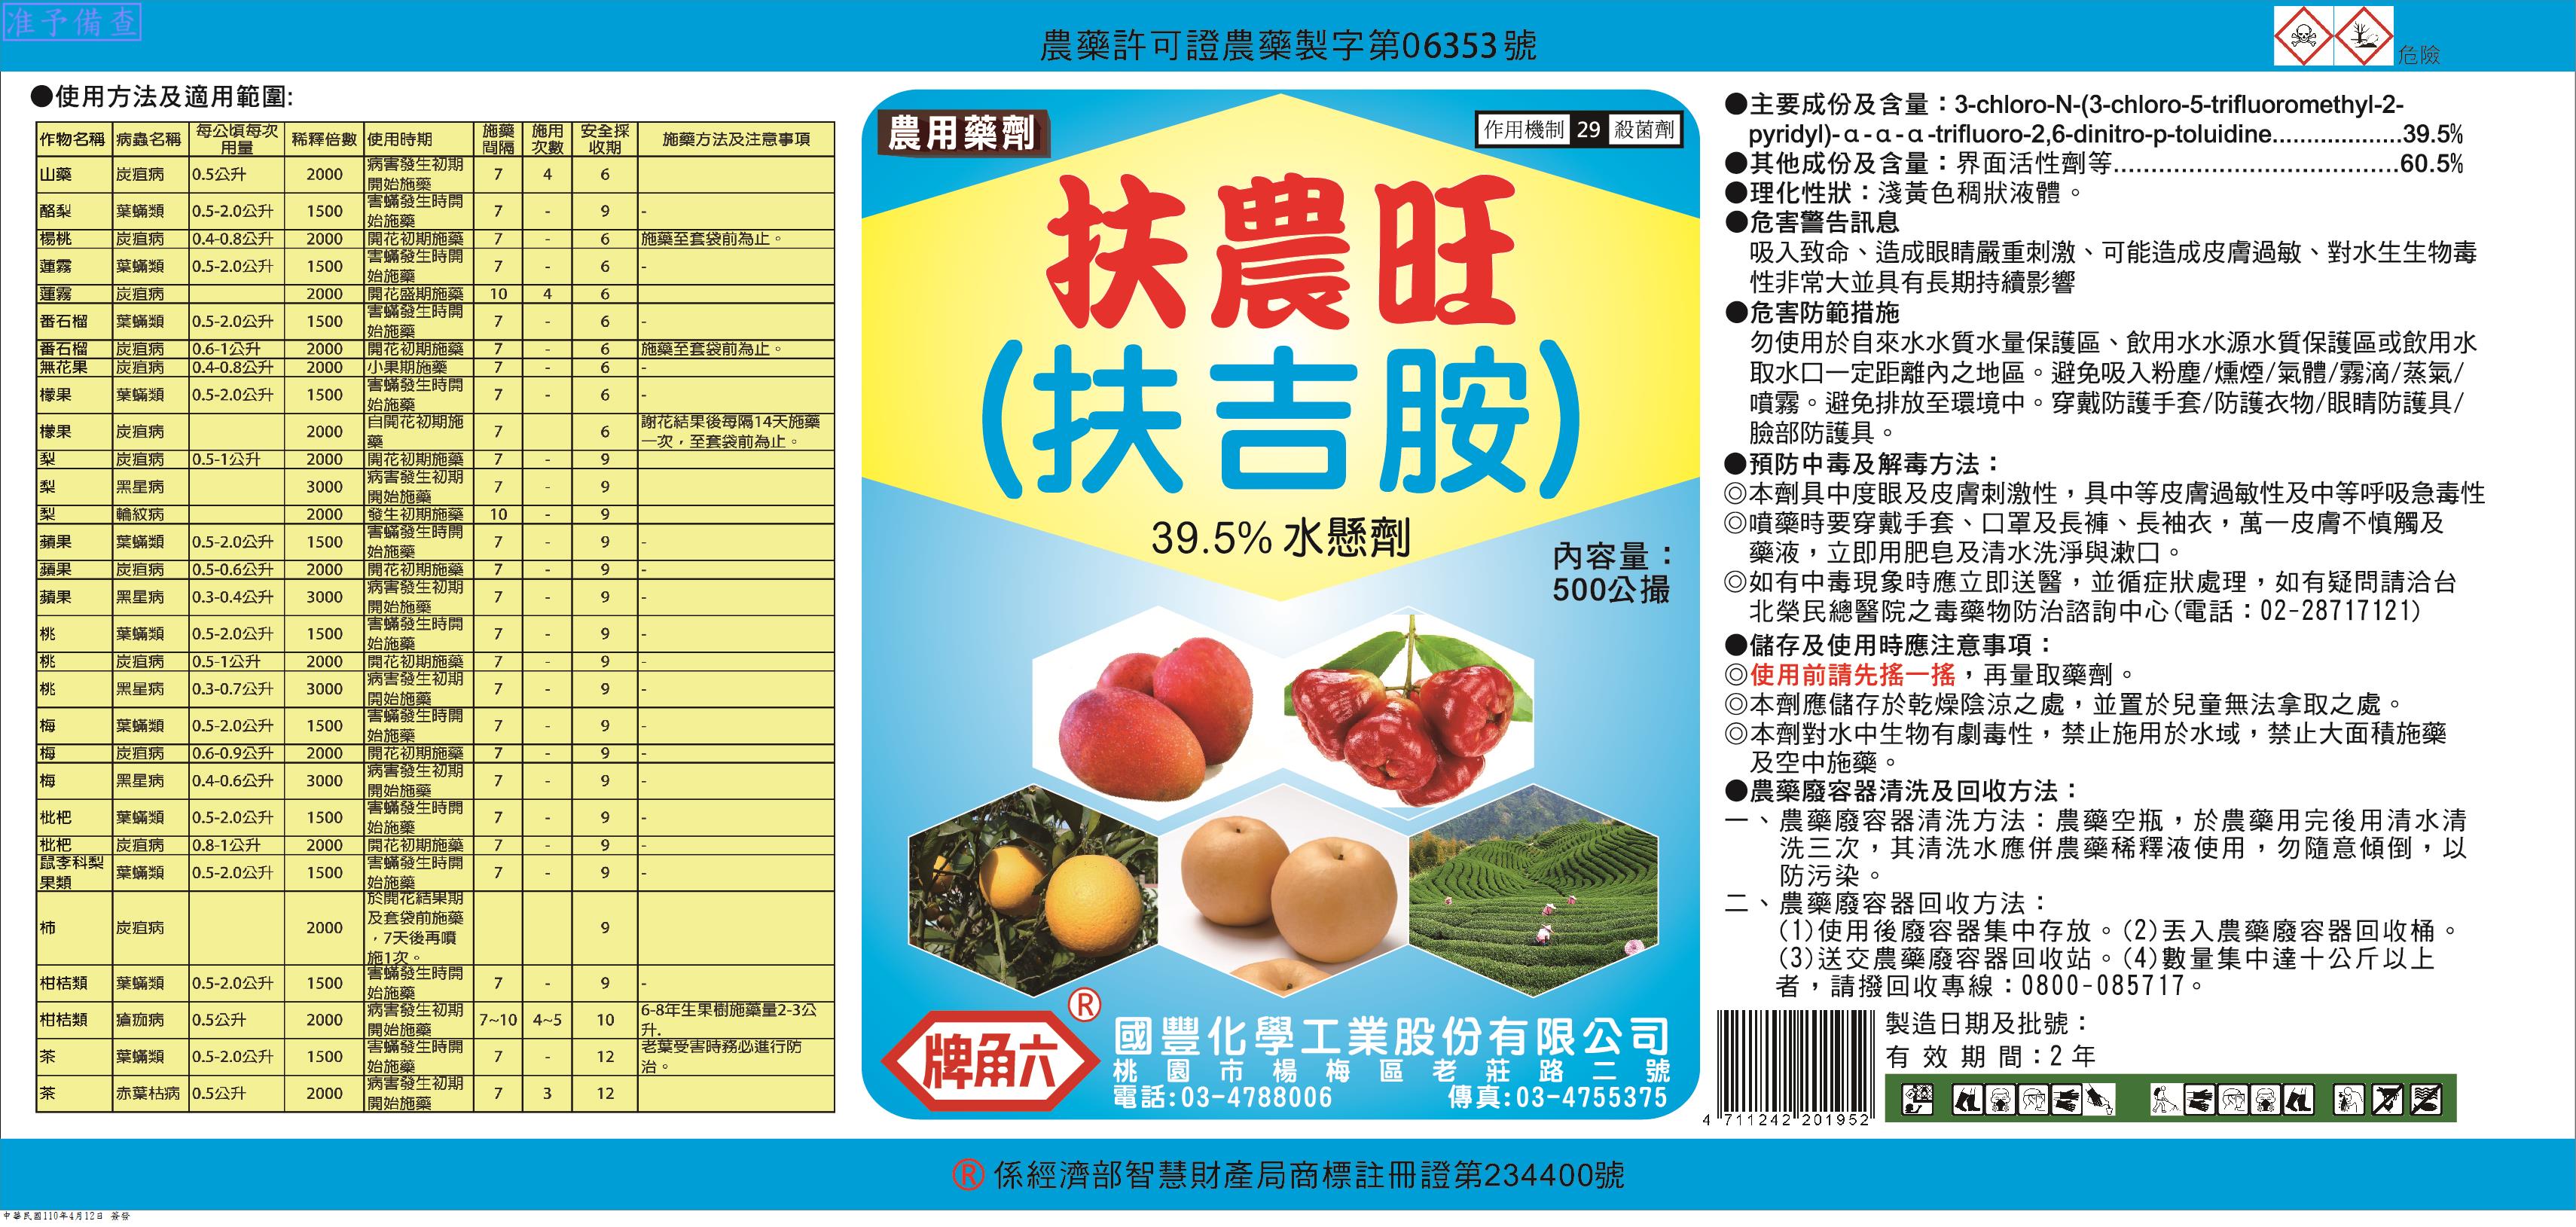 准予備查
農藥許可證農藥製字第06353號
危險
●使用方法及適用範圍:
作物名稱 病蟲名稱 每公頃每次用量 稀釋倍數 使用時期 施藥間隔 施用次數 安全採收期 施藥方法及注意事項
山藥 炭疽病 0.5公升 2000 病害發生初期開始施藥 7 4 6
酪梨 葉蟎類 0.5-2.0公升 1500 害蟎發生時開始施藥 7 - 9 -
楊桃 炭疽病 0.4-0.8公升 2000 開花初期施藥 7 - 6 施藥至套袋前為止。
蓮霧 葉蟎類 0.5-2.0公升 1500 害蟎發生時開始施藥 7 - 6 -
蓮霧 炭疽病 2000 開花盛期施藥 10 4 6
番石榴 葉蟎類 0.5-2.0公升 1500 害蟎發生時開始施藥 7 - 6 -
番石榴 炭疽病 0.6-1公升 2000 開花初期施藥 7 - 6 施藥至套袋前為止。
無花果 炭疽病 0.4-0.8公升 2000 小果期施藥 7 - 6 -
檬果 葉蟎類 0.5-2.0公升 1500 害蟎發生時開始施藥 7 - 6 -
檬果 炭疽病 2000 自開花初期施藥 7 6 謝花結果後每隔14天施藥一次，至套袋前為止。
梨 炭疽病 0.5-1公升 2000 開花初期施藥 7 - 9
梨 黑星病 3000 病害發生初期開始施藥 7 - 9
梨 輪紋病 2000 發生初期施藥 10 - 9
蘋果 葉蟎類 0.5-2.0公升 1500 害蟎發生時開始施藥 7 - 9 -
蘋果 炭疽病 0.5-0.6公升 2000 開花初期施藥 7 - 9 -
蘋果 黑星病 0.3-0.4公升 3000 病害發生初期開始施藥 7 - 9 -
桃 葉蟎類 0.5-2.0公升 1500 害蟎發生時開始施藥 7 - 9 -
桃 炭疽病 0.5-1公升 2000 開花初期施藥 7 - 9 -
桃 黑星病 0.3-0.7公升 3000 病害發生初期開始施藥 7 - 9 -
梅 葉蟎類 0.5-2.0公升 1500 害蟎發生時開始施藥 7 - 9 -
梅 炭疽病 0.6-0.9公升 2000 開花初期施藥 7 - 9 -
梅 黑星病 0.4-0.6公升 3000 病害發生初期開始施藥 7 - 9 -
枇杷 葉蟎類 0.5-2.0公升 1500 害蟎發生時開始施藥 7 - 9 -
枇杷 炭疽病 0.8-1公升 2000 開花初期施藥 7 - 9 -
鼠李科梨果類 葉蟎類 0.5-2.0公升 1500 害蟎發生時開始施藥 7 - 9 -
柿 炭疽病 2000 於開花結果期及套袋前施藥，7天後再噴施1次。 9
柑桔類 葉蟎類 0.5-2.0公升 1500 害蟎發生時開始施藥 7 - 9 -
柑桔類 瘡痂病 0.5公升 2000 病害發生初期開始施藥 7~10 4~5 10 6-8年生果樹施藥量2-3公升.
茶 葉蟎類 0.5-2.0公升 1500 害蟎發生時開始施藥 7 - 12 老葉受害時務必進行防治。
茶 赤葉枯病 0.5公升 2000 病害發生初期開始施藥 7 3 12
農用藥劑
作用機制 29 殺菌劑
扶農旺
(扶吉胺)
39.5% 水懸劑
內容量：
500公撮
®
牌角六
國豐化學工業股份有限公司
桃園市楊梅區老莊路二號
電話:03-4788006 傳真:03-4755375
●主要成份及含量：3-chloro-N-(3-chloro-5-trifluoromethyl-2-
pyridyl)-α-α-α-trifluoro-2,6-dinitro-p-toluidine..................39.5%
●其他成份及含量：界面活性劑等......................................60.5%
●理化性狀：淺黃色稠狀液體。
●危害警告訊息
吸入致命、造成眼睛嚴重刺激、可能造成皮膚過敏、對水生生物毒
性非常大並具有長期持續影響
●危害防範措施
勿使用於自來水水質水量保護區、飲用水水源水質保護區或飲用水
取水口一定距離內之地區。避免吸入粉塵/燻煙/氣體/霧滴/蒸氣/
噴霧。避免排放至環境中。穿戴防護手套/防護衣物/眼睛防護具/
臉部防護具。
●預防中毒及解毒方法：
◎本劑具中度眼及皮膚刺激性，具中等皮膚過敏性及中等呼吸急毒性
◎噴藥時要穿戴手套、口罩及長褲、長袖衣，萬一皮膚不慎觸及
藥液，立即用肥皂及清水洗淨與漱口。
◎如有中毒現象時應立即送醫，並循症狀處理，如有疑問請洽台
北榮民總醫院之毒藥物防治諮詢中心(電話：02-28717121)
●儲存及使用時應注意事項：
◎使用前請先搖一搖，再量取藥劑。
◎本劑應儲存於乾燥陰涼之處，並置於兒童無法拿取之處。
◎本劑對水中生物有劇毒性，禁止施用於水域，禁止大面積施藥
及空中施藥。
●農藥廢容器清洗及回收方法：
一、農藥廢容器清洗方法：農藥空瓶，於農藥用完後用清水清
洗三次，其清洗水應併農藥稀釋液使用，勿隨意傾倒，以
防污染。
二、農藥廢容器回收方法：
(1)使用後廢容器集中存放。(2)丟入農藥廢容器回收桶。
(3)送交農藥廢容器回收站。(4)數量集中達十公斤以上
者，請撥回收專線：0800-085717。
製造日期及批號：
有效期間:2年
4 711242 201952
®係經濟部智慧財產局商標註冊證第234400號
中華民國110年4月12日 簽發